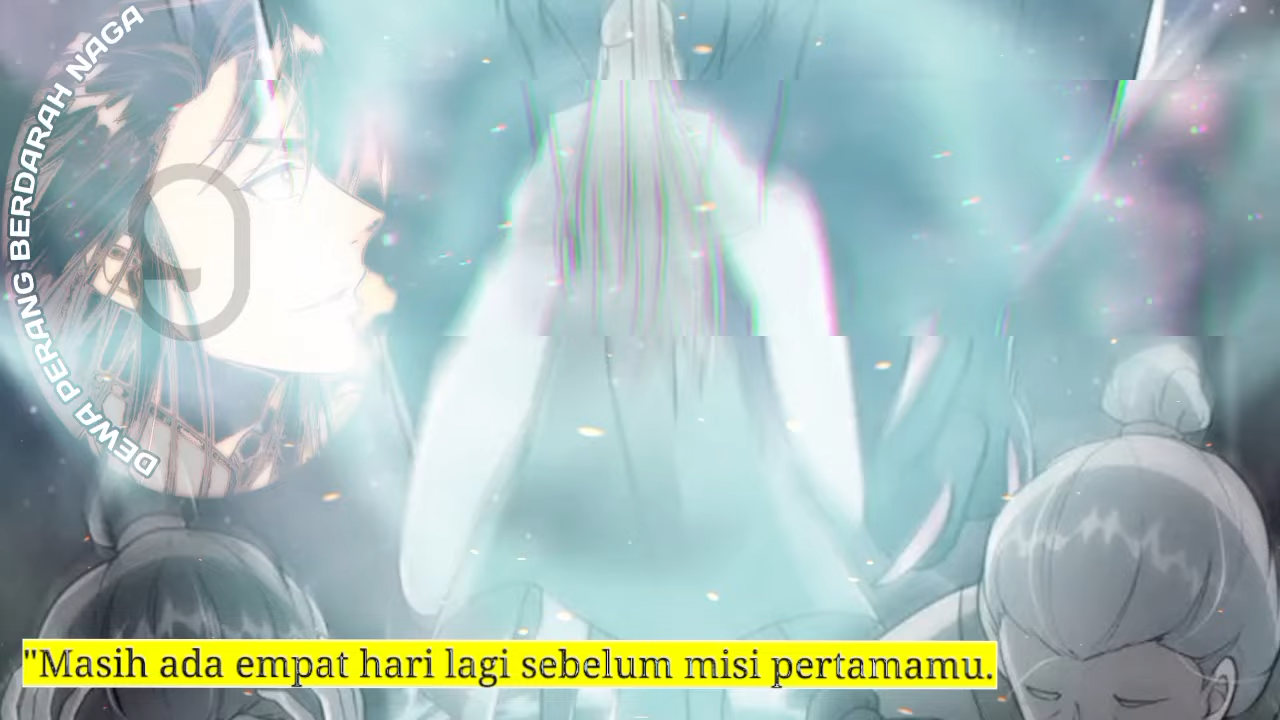 DEWA PERANG BERDARAH NAGA
"Masih ada empat hari lagi sebelum misi pertamamu.